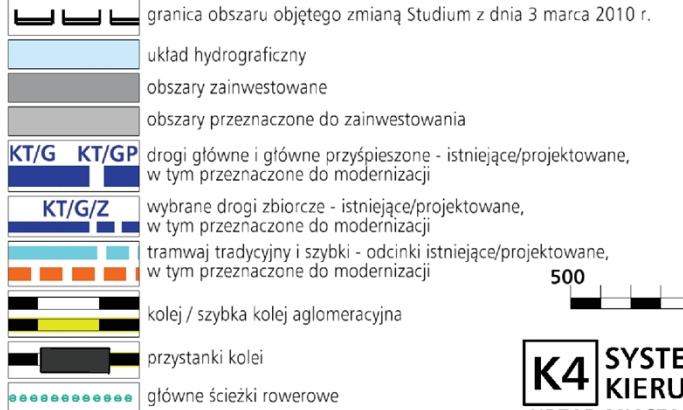 granica obszaru objętego zmianą Studium z dnia 3 marca 2010 r.
układ hydrograficzny
obszary zainwestowane
obszary przeznaczone do zainwestowania
KT/G KT/GP drogi główne i główne przyśpieszone - istniejące/projektowane,
w tym przeznaczone do modernizacji
KT/G/Z wybrane drogi zbiorcze - istniejące/projektowane,
w tym przeznaczone do modernizacji
tramwaj tradycyjny i szybki - odcinki istniejące/projektowane,
w tym przeznaczone do modernizacji
500
kolej / szybka kolej aglomeracyjna
przystanki kolei
K4 SYSTE
KIERU
główne ścieżki rowerowe